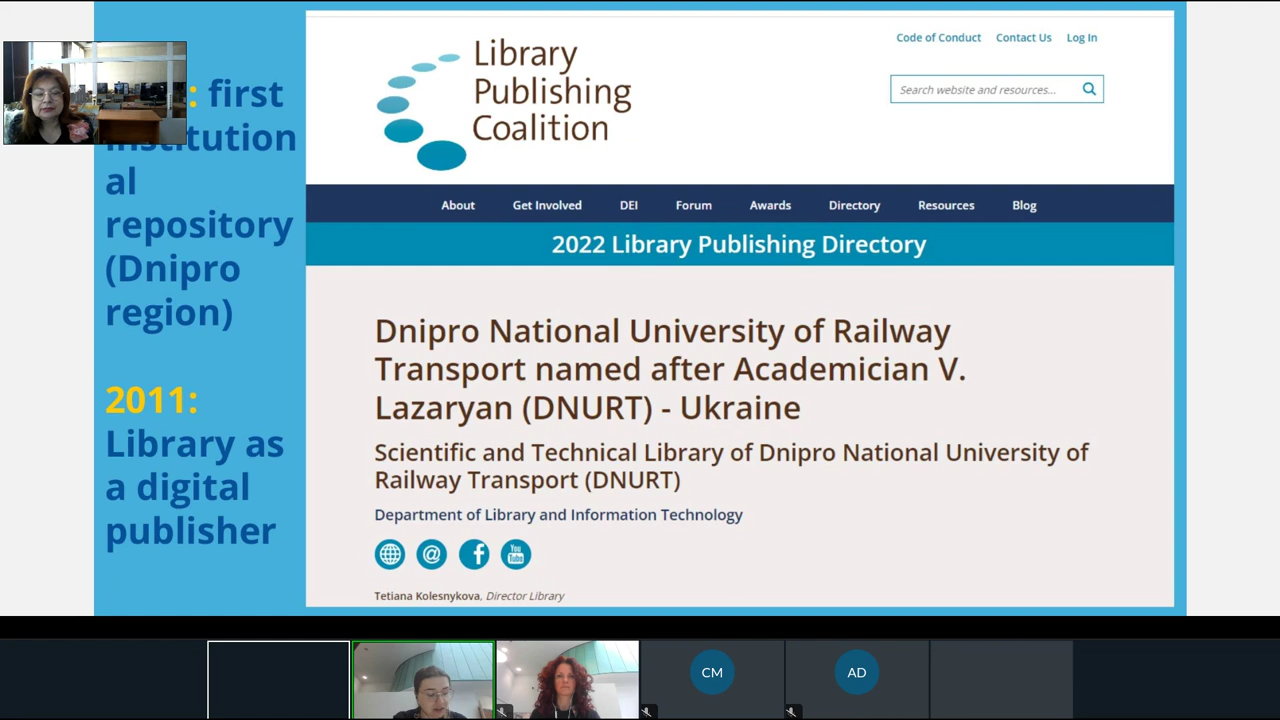 : first
institution
al
repository
(Dnipro
region)
2011:
Library as
a digital
publisher
Library
Publishing
Coalition
Code of Conduct Contact Us Log In
Search website and resources...
About Get Involved DEI Forum Awards Directory Resources Blog
2022 Library Publishing Directory
Dnipro National University of Railway
Transport named after Academician V.
Lazaryan (DNURT) - Ukraine
Scientific and Technical Library of Dnipro National University of
Railway Transport (DNURT)
Department of Library and Information Technology
@ f You Tube
Tetiana Kolesnykova, Director Library
CM AD